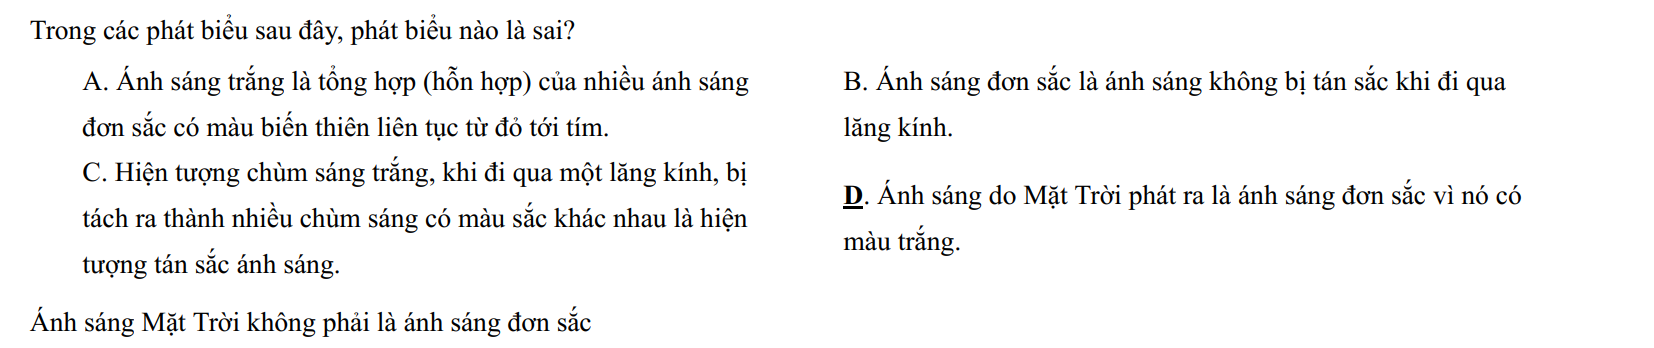 Trong các phát biểu sau đây, phát biểu nào là sai?
A. Ánh sáng trắng là tổng hợp (hỗn hợp) của nhiều ánh sáng
đơn sắc có màu biến thiên liên tục từ đỏ tới tím.
B. Ánh sáng đơn sắc là ánh sáng không bị tán sắc khi đi qua
lăng kính.
C. Hiện tượng chùm sáng trắng, khi đi qua một lăng kính, bị
tách ra thành nhiều chùm sáng có màu sắc khác nhau là hiện
tượng tán sắc ánh sáng.
D. Ánh sáng do Mặt Trời phát ra là ánh sáng đơn sắc vì nó có
màu trắng.
Ánh sáng Mặt Trời không phải là ánh sáng đơn sắc